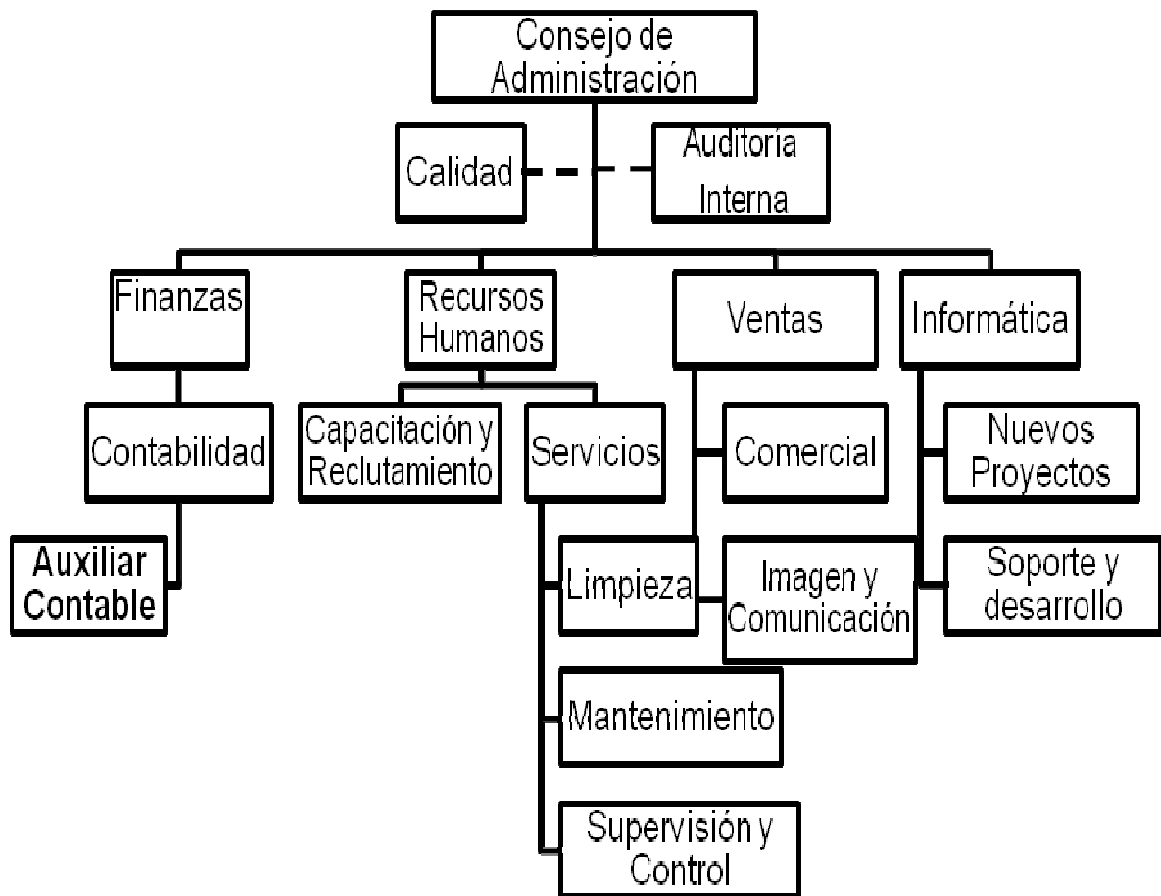 Consejo de
Administración
Calidad
Auditoría
Interna
Finanzas
Recursos
Humanos
Ventas
Informática
Contabilidad
Capacitación y
Reclutamiento
Servicios
Comercial
Nuevos
Proyectos
Auxiliar
Contable
Limpieza
Imagen y
Comunicación
Soporte y
desarrollo
Mantenimiento
Supervisión y
Control